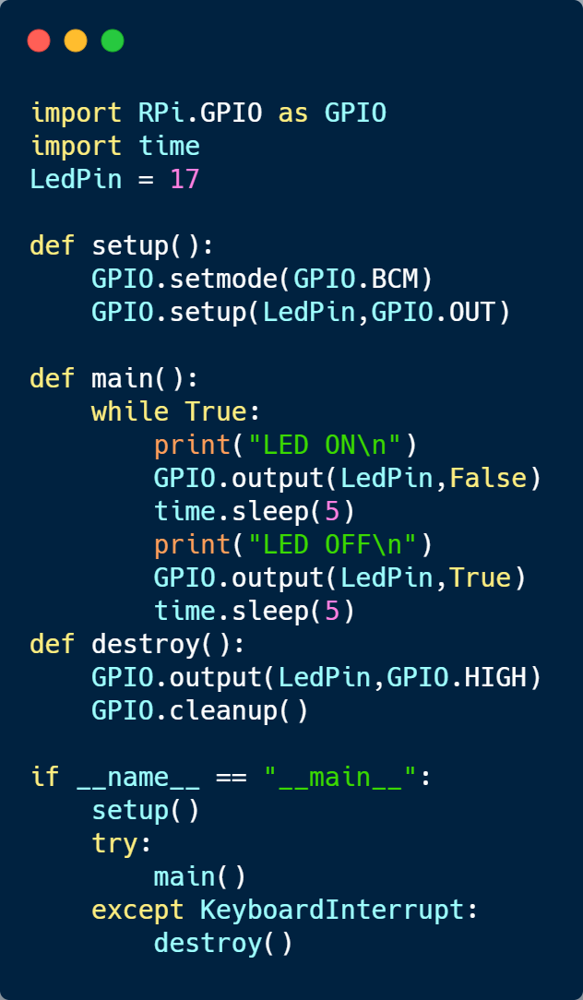 import RPi.GPIO as GPIO
import time
LedPin = 17

def setup():
    GPIO.setmode(GPIO.BCM)
    GPIO.setup(LedPin,GPIO.OUT)

def main():
    while True:
        print("LED ON\n")
        GPIO.output(LedPin,False)
        time.sleep(5)
        print("LED OFF\n")
        GPIO.output(LedPin,True)
        time.sleep(5)
def destroy():
    GPIO.output(LedPin,GPIO.HIGH)
    GPIO.cleanup()

if __name__ == "__main__":
    setup()
    try:
        main()
    except KeyboardInterrupt:
        destroy()